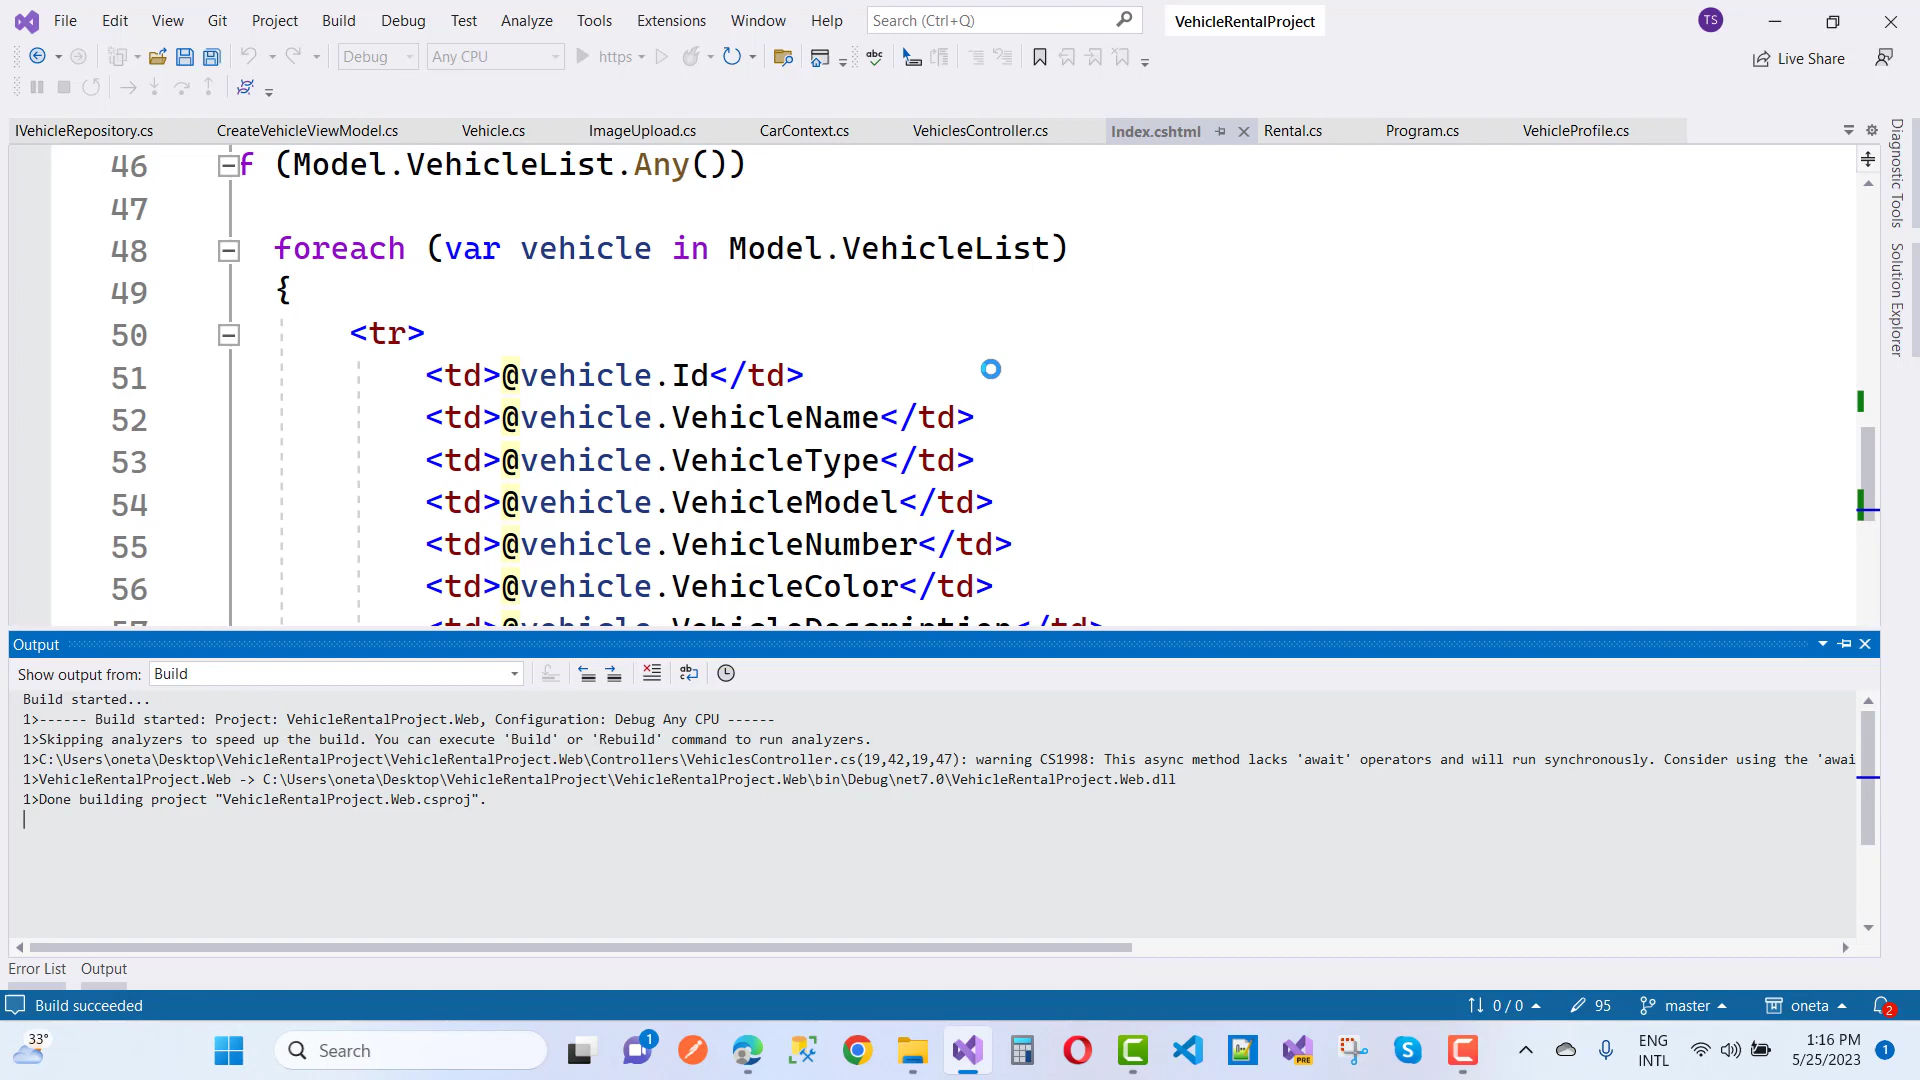 File Edit View Git Project Build Debug Test Analyze Tools Extensions Window Help Search (Ctrl+Q) VehicleRentalProject TS
Debug Any CPU https Live Share
IVehicleRepository.cs CreateVehicleViewModel.cs Vehicle.cs ImageUpload.cs CarContext.cs VehiclesController.cs Index.cshtml Rental.cs Program.cs VehicleProfile.cs
46 f (Model.VehicleList.Any())
47
48 foreach (var vehicle in Model.VehicleList)
49 {
50 <tr>
51 <td>@vehicle.Id</td>
52 <td>@vehicle.VehicleName</td>
53 <td>@vehicle.VehicleType</td>
54 <td>@vehicle.VehicleModel</td>
55 <td>@vehicle.VehicleNumber</td>
56 <td>@vehicle.VehicleColor</td>
57 <td>@vehicle.VehicleDescription</td>
Diagnostic Tools
Solution Explorer
Output
Show output from: Build
Build started...
1>------ Build started: Project: VehicleRentalProject.Web, Configuration: Debug Any CPU ------
1>Skipping analyzers to speed up the build. You can execute 'Build' or 'Rebuild' command to run analyzers.
1>C:\Users\oneta\Desktop\VehicleRentalProject\VehicleRentalProject.Web\Controllers\VehiclesController.cs(19,42,19,47): warning CS1998: This async method lacks 'await' operators and will run synchronously. Consider using the 'awai
1>VehicleRentalProject.Web -> C:\Users\oneta\Desktop\VehicleRentalProject\VehicleRentalProject.Web\bin\Debug\net7.0\VehicleRentalProject.Web.dll
1>Done building project "VehicleRentalProject.Web.csproj".
Error List Output
Build succeeded 0 / 0 95 master oneta 2
33° Search 1 PRE ENG INTL 1:16 PM 5/25/2023 1